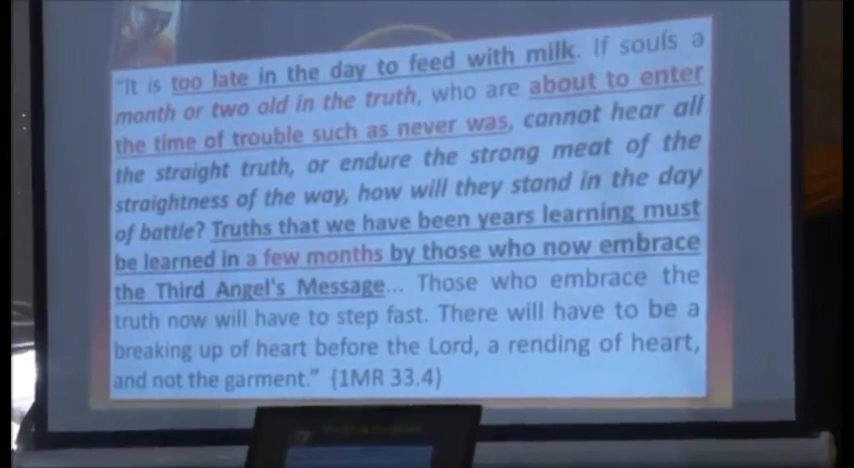 "It is too late in the day to feed with milk. If souls a
month or two old in the truth, who are about to enter
the time of trouble such as never was, cannot hear all
the straight truth, or endure the strong meat of the
straightness of the way, how will they stand in the day
of battle? Truths that we have been years learning must
be learned in a few months by those who now embrace
the Third Angel's Message... Those who embrace the
truth now will have to step fast. There will have to be a
breaking up of heart before the Lord, a rending of heart,
and not the garment." {1MR 33.4}